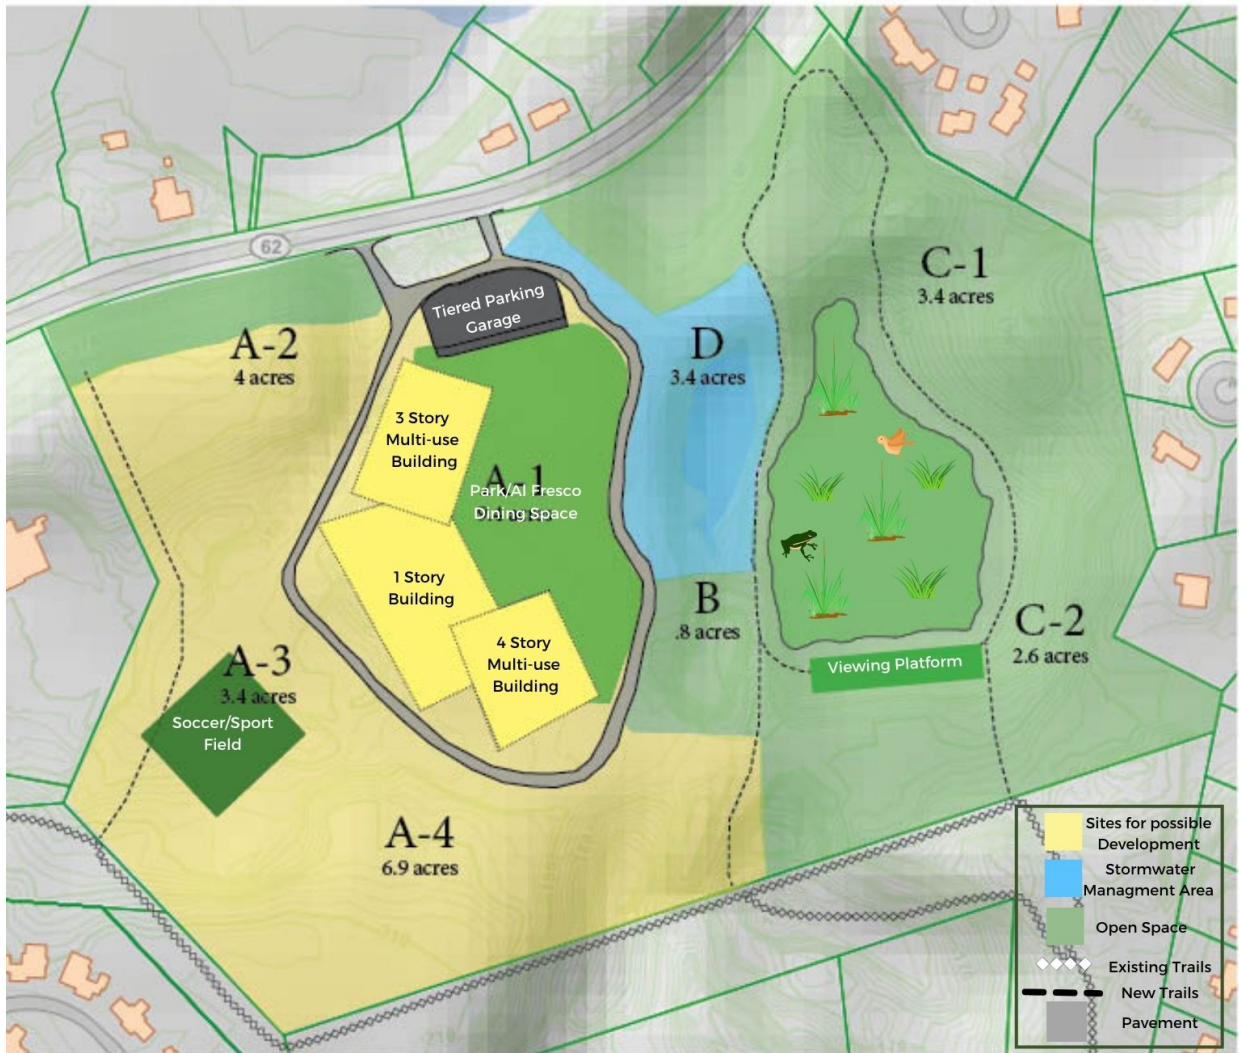 62
C-1
3.4 acres
Tiered Parking
Garage
A-2
4 acres
D
3.4 acres
3 Story
Multi-use
Building
A-1
Park/Al Fresco
Dining Space
1 Story
Building
B
.8 acres
C-2
2.6 acres
4 Story
Multi-use
Building
A-3
3.4 acres
Viewing Platform
Soccer/Sport
Field
A-4
6.9 acres
Sites for possible
Development
Stormwater
Managment Area
Open Space
Existing Trails
New Trails
Pavement